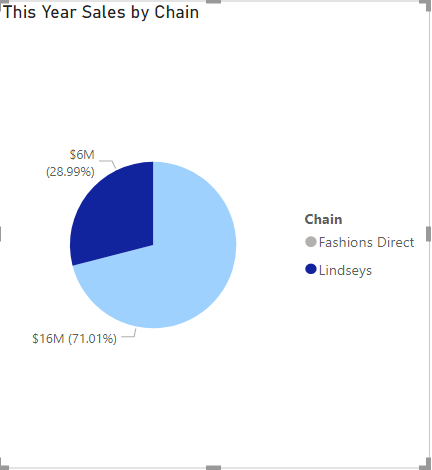 This Year Sales by Chain
$6M
(28.99%)
Chain
Fashions Direct
Lindseys
$16M (71.01%)